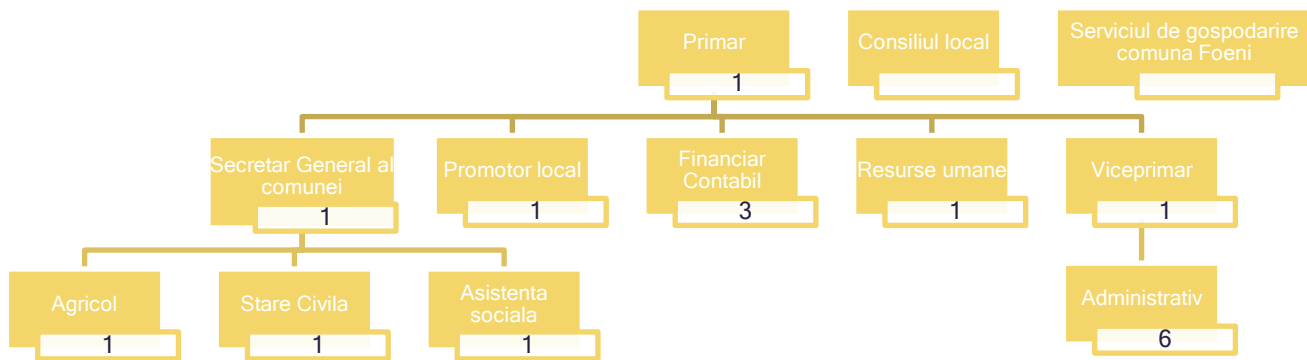 Primar
1
Consiliul local
Serviciul de gospodarire
comuna Foeni
Secretar General al
comunei
1
Promotor local
1
Financiar
Contabil
3
Resurse umane
1
Viceprimar
1
Agricol
1
Stare Civila
1
Asistenta
sociala
1
Administrativ
6